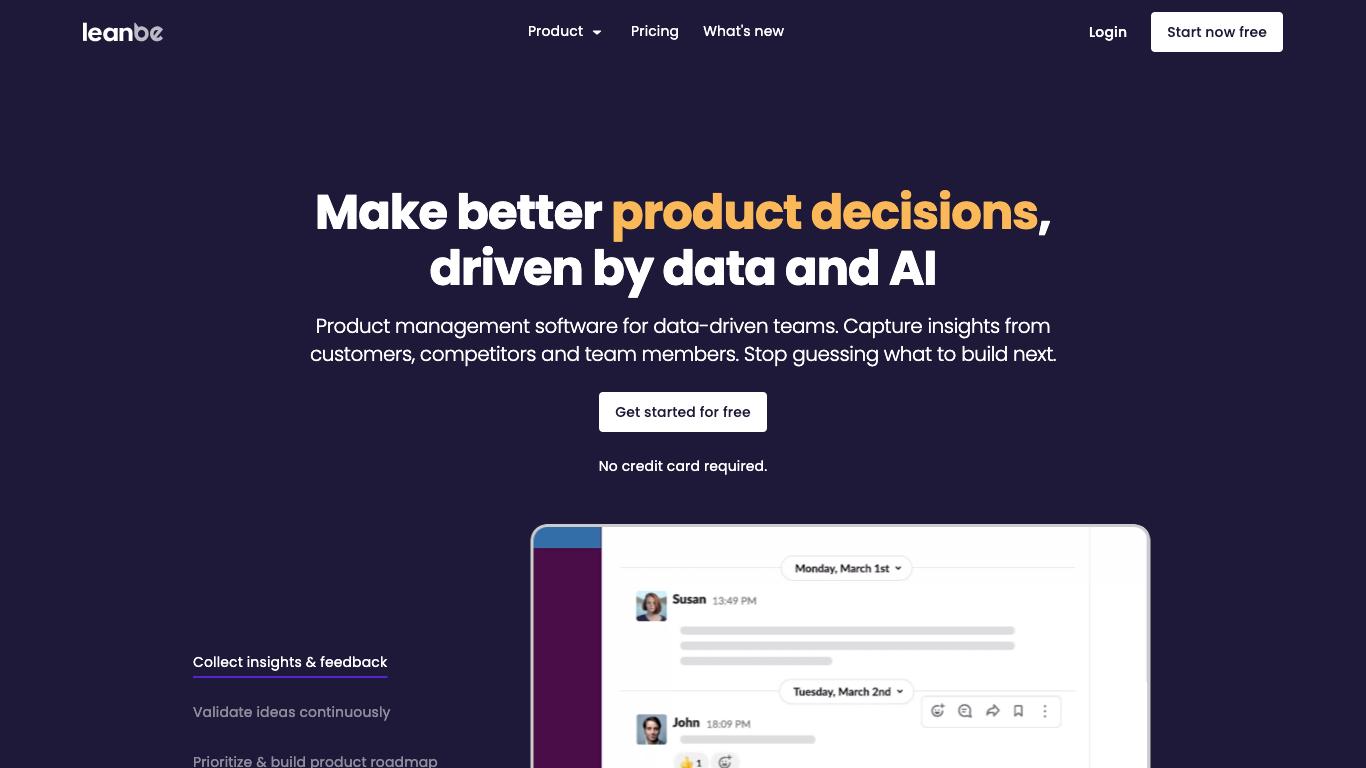 leanbe
Product
Pricing
What's new
Login
Start now free
Make better product decisions,
driven by data and AI
Product management software for data-driven teams. Capture insights from
customers, competitors and team members. Stop guessing what to build next.
Get started for free
No credit card required.
Monday, March 1st
Susan 13:49 PM
Collect insights & feedback
Tuesday, March 2nd
Validate ideas continuously
John 18:09 PM
1
Prioritize & build product roadmap